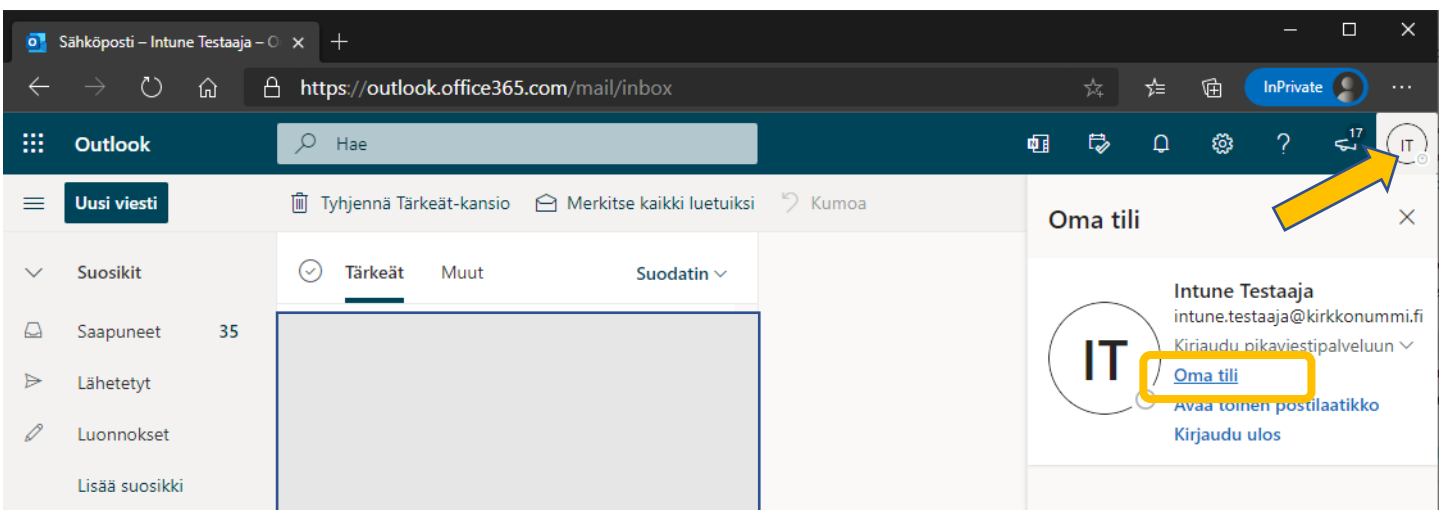 Sähköposti – Intune Testaaja – O
https://outlook.office365.com/mail/inbox
InPrivate
Outlook
Hae
17
IT
Uusi viesti
Tyhjennä Tärkeät-kansio
Merkitse kaikki luetuiksi
Kumoa
Oma tili
Suosikit
Tärkeät
Muut
Suodatin
Saapuneet 35
Lähetetyt
Luonnokset
Lisää suosikki
IT
Intune Testaaja
intune.testaaja@kirkkonummi.fi
Kirjaudu pikaviestipalveluun
Oma tili
Avaa toinen postilaatikko
Kirjaudu ulos